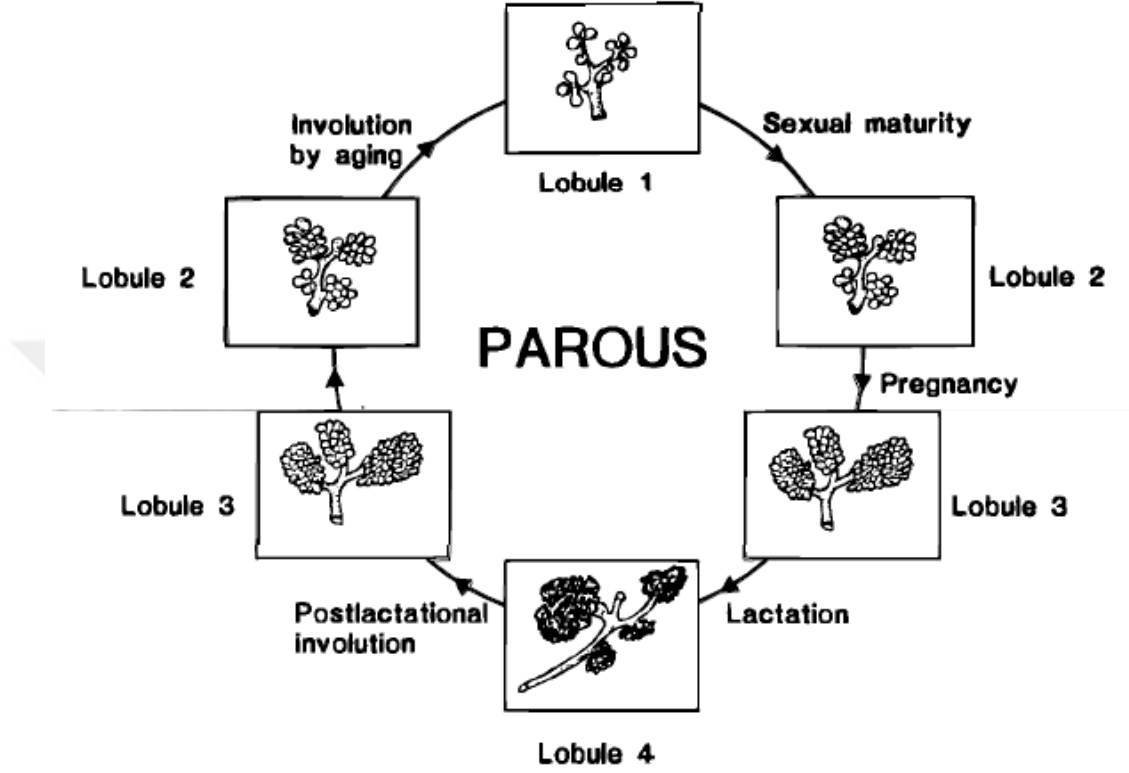 Involution
by aging
Sexual maturity
Lobule 1
Lobule 2
Lobule 2
PAROUS
Pregnancy
Lobule 3
Lobule 3
Postlactational
involution
Lactation
Lobule 4